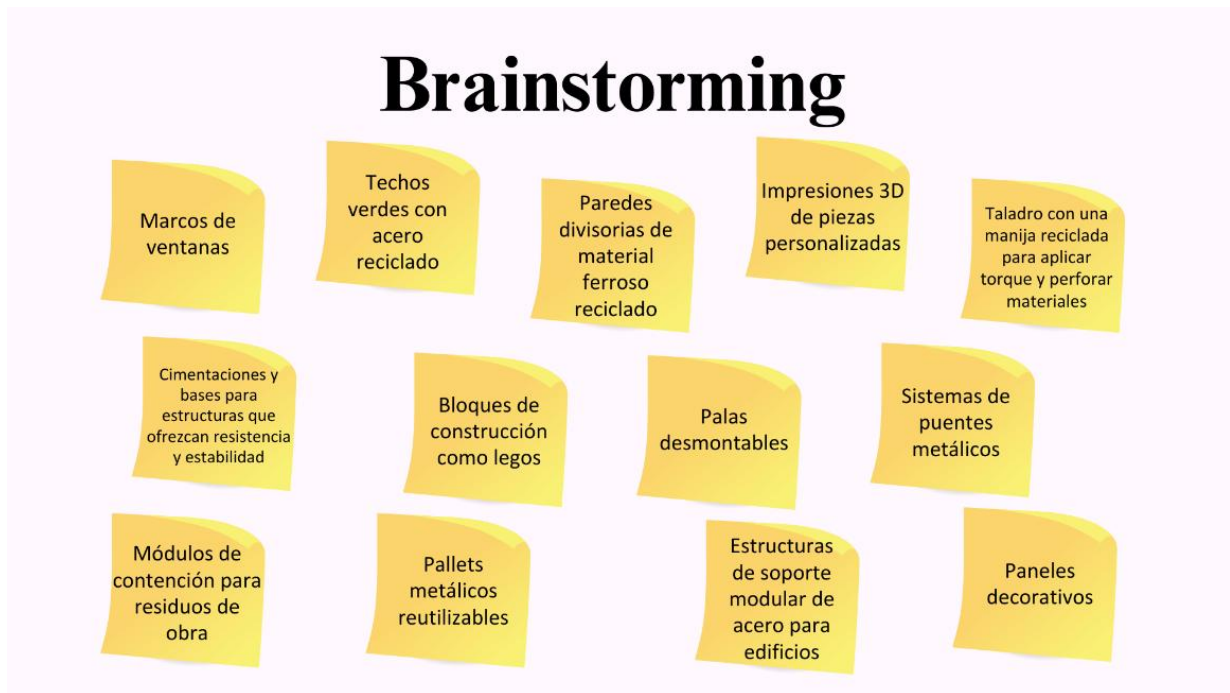 Brainstorming
Marcos de
ventanas
Techos
verdes con
acero
reciclado
Paredes
divisorias de
material
ferroso
reciclado
Impresiones 3D
de piezas
personalizadas
Taladro con una
manija reciclada
para aplicar
torque y perforar
materiales
Cimentaciones y
bases para
estructuras que
ofrezcan resistencia
y estabilidad
Bloques de
construcción
como legos
Palas
desmontables
Sistemas de
puentes
metálicos
Módulos de
contención para
residuos de
obra
Pallets
metálicos
reutilizables
Estructuras
de soporte
modular de
acero para
edificios
Paneles
decorativos